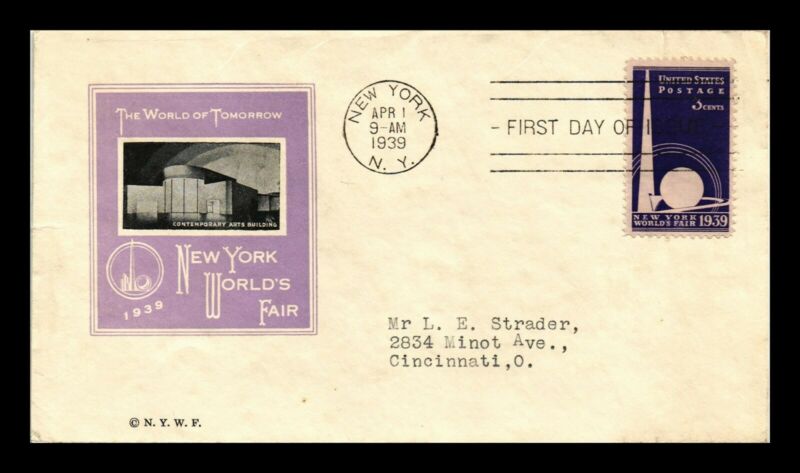 The World of Tomorrow
CONTEMPORARY ARTS BUILDING
New York
World's
Fair
1939
© N. Y. W. F.
NEW YORK
APR 1
9-AM
1939
N. Y.
- FIRST DAY OF ISSUE -
UNITED STATES
POSTAGE
3 CENTS
NEW YORK
WORLD'S FAIR 1939
Mr L. E. Strader,
2834 Minot Ave.,
Cincinnati,O.